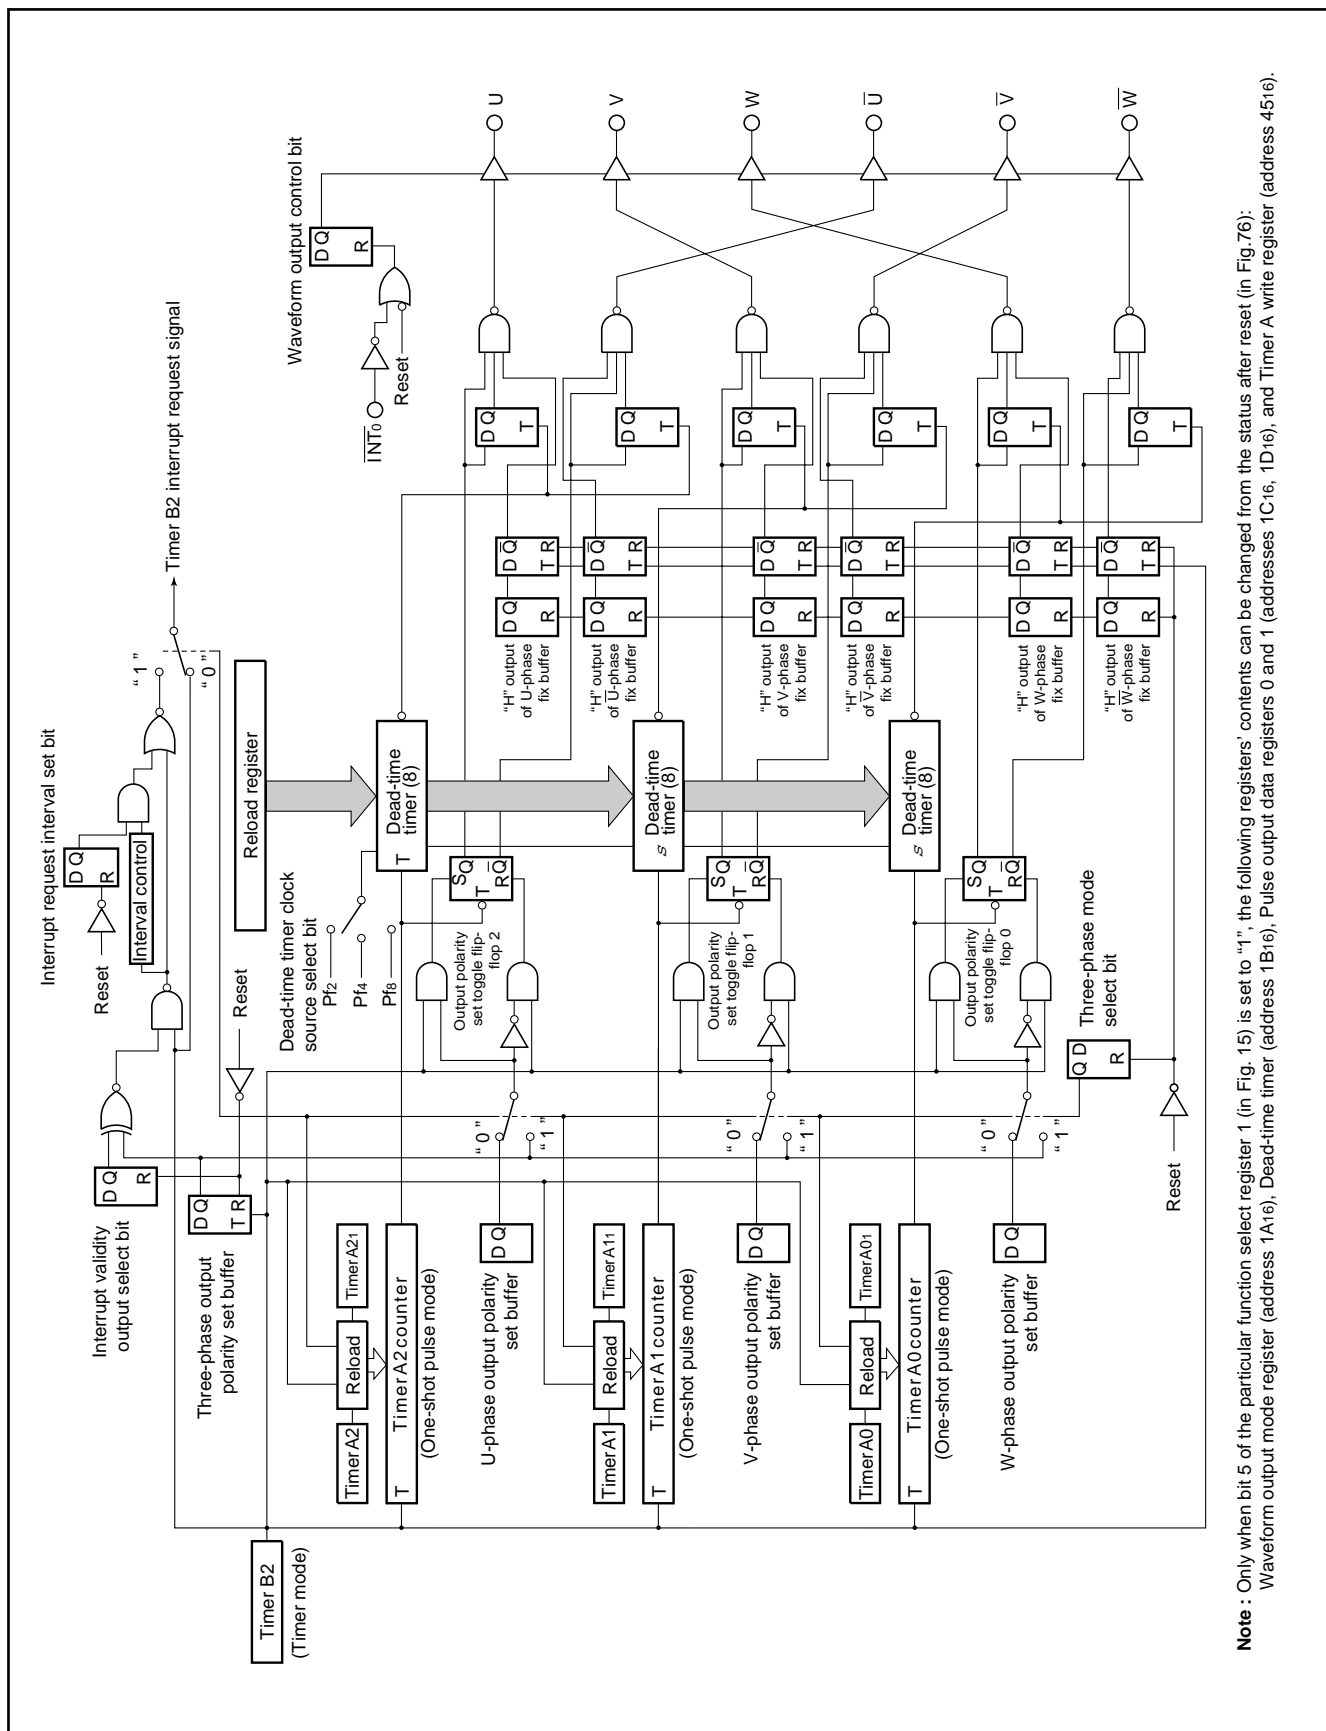 Timer B2
(Timer mode)
Interrupt validity
output select bit
D Q
R
Three-phase output
polarity set buffer
D Q
T R
Reset
Interrupt request interval set bit
Reset
D Q
R
Interval control
“ 1 ”
“ 0 ”
Timer B2 interrupt request signal
Reload register
Dead-time timer clock
source select bit
Pf2
Pf4
Pf8
INT0
Reset
Waveform output control bit
D Q
R
Timer A2
Reload
Timer A21
T
Timer A2 counter
(One-shot pulse mode)
U-phase output polarity
set buffer
D Q
“ 0 ”
“ 1 ”
Output polarity
set toggle flip-
flop 2
S Q
T
R Q
T
Dead-time
timer (8)
“H” output
of U-phase
fix buffer
D Q
R
D Q
T R
“H” output
of U-phase
fix buffer
D Q
R
D Q
T R
D Q
T
D Q
T
U
V
Timer A1
Reload
Timer A11
T
Timer A1 counter
(One-shot pulse mode)
V-phase output polarity
set buffer
D Q
“ 0 ”
“ 1 ”
Output polarity
set toggle flip-
flop 1
S Q
T
R Q
Dead-time
timer (8)
“H” output
of V-phase
fix buffer
D Q
R
D Q
T R
“H” output
of V-phase
fix buffer
D Q
R
D Q
T R
D Q
T
D Q
T
W
U
Timer A0
Reload
Timer A01
T
Timer A0 counter
(One-shot pulse mode)
W-phase output polarity
set buffer
D Q
“ 0 ”
“ 1 ”
Output polarity
set toggle flip-
flop 0
S Q
T
R Q
Dead-time
timer (8)
“H” output
of W-phase
fix buffer
D Q
R
D Q
T R
“H” output
of W-phase
fix buffer
D Q
R
D Q
T R
D Q
T
D Q
T
V
W
Three-phase mode
select bit
Q D
R
Reset
Note : Only when bit 5 of the particular function select register 1 (in Fig. 15) is set to “1”, the following registers’ contents can be changed from the status after reset (in Fig.76):
Waveform output mode register (address 1A16), Dead-time timer (address 1B16), Pulse output data registers 0 and 1 (addresses 1C16, 1D16), and Timer A write register (address 4516).